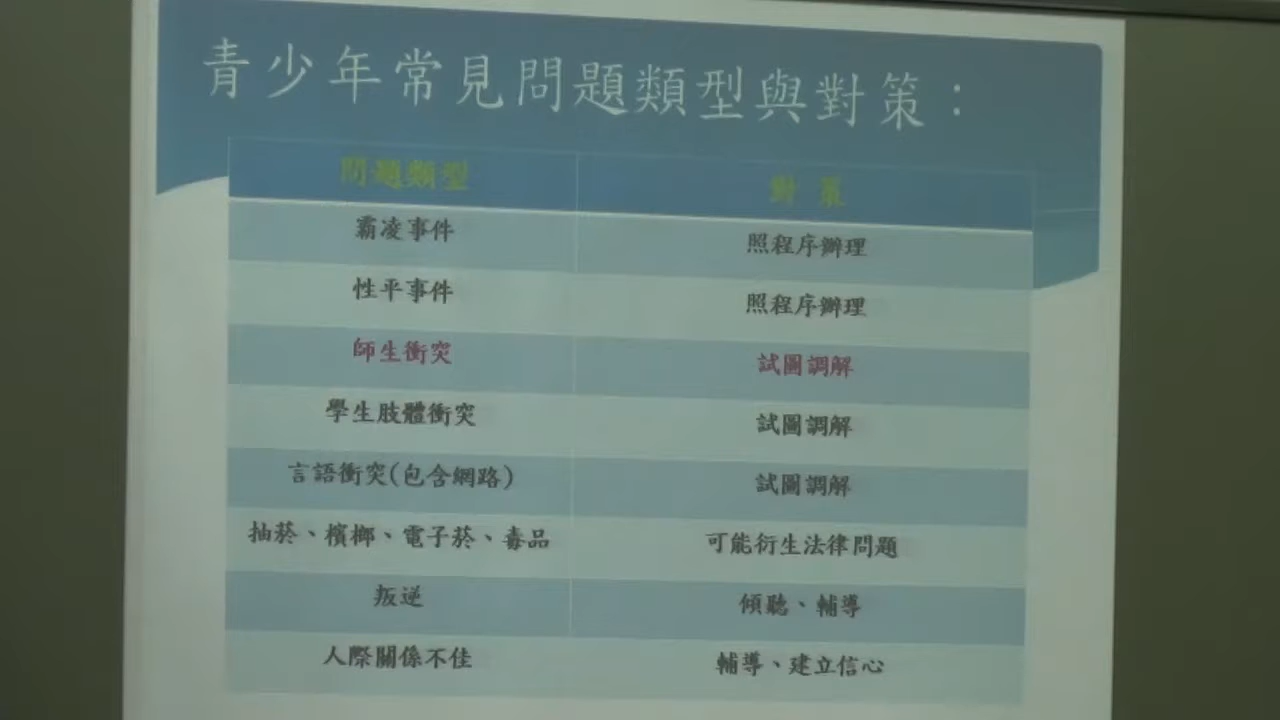 青少年常見問題類型與對策：
問題類型 對策
霸凌事件 照程序辦理
性平事件 照程序辦理
師生衝突 試圖調解
學生肢體衝突 試圖調解
言語衝突(包含網路) 試圖調解
抽菸、檳榔、電子菸、毒品 可能衍生法律問題
叛逆 傾聽、輔導
人際關係不佳 輔導、建立信心